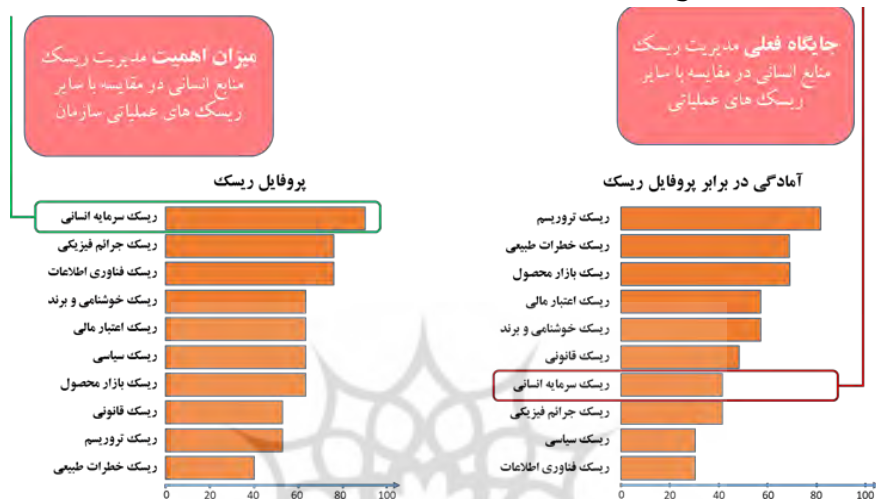 جایگاه فعلی مدیریت ریسک
منابع انسانی در مقایسه با سایر
ریسک های عملیاتی
آمادگی در برابر پروفایل ریسک
ریسک تروریسم
ریسک خطرات طبیعی
ریسک بازار محصول
ریسک اعتبار مالی
ریسک خوشنامی و برند
ریسک قانونی
ریسک سرمایه انسانی
ریسک جرائم فیزیکی
ریسک سیاسی
ریسک فناوری اطلاعات
0 20 40 60 80 100
میزان اهمیت مدیریت ریسک
منابع انسانی در مقایسه با سایر
ریسک های عملیاتی سازمان
پروفایل ریسک
ریسک سرمایه انسانی
ریسک جرائم فیزیکی
ریسک فناوری اطلاعات
ریسک خوشنامی و برند
ریسک اعتبار مالی
ریسک سیاسی
ریسک بازار محصول
ریسک قانونی
ریسک تروریسم
ریسک خطرات طبیعی
0 20 40 60 80 100